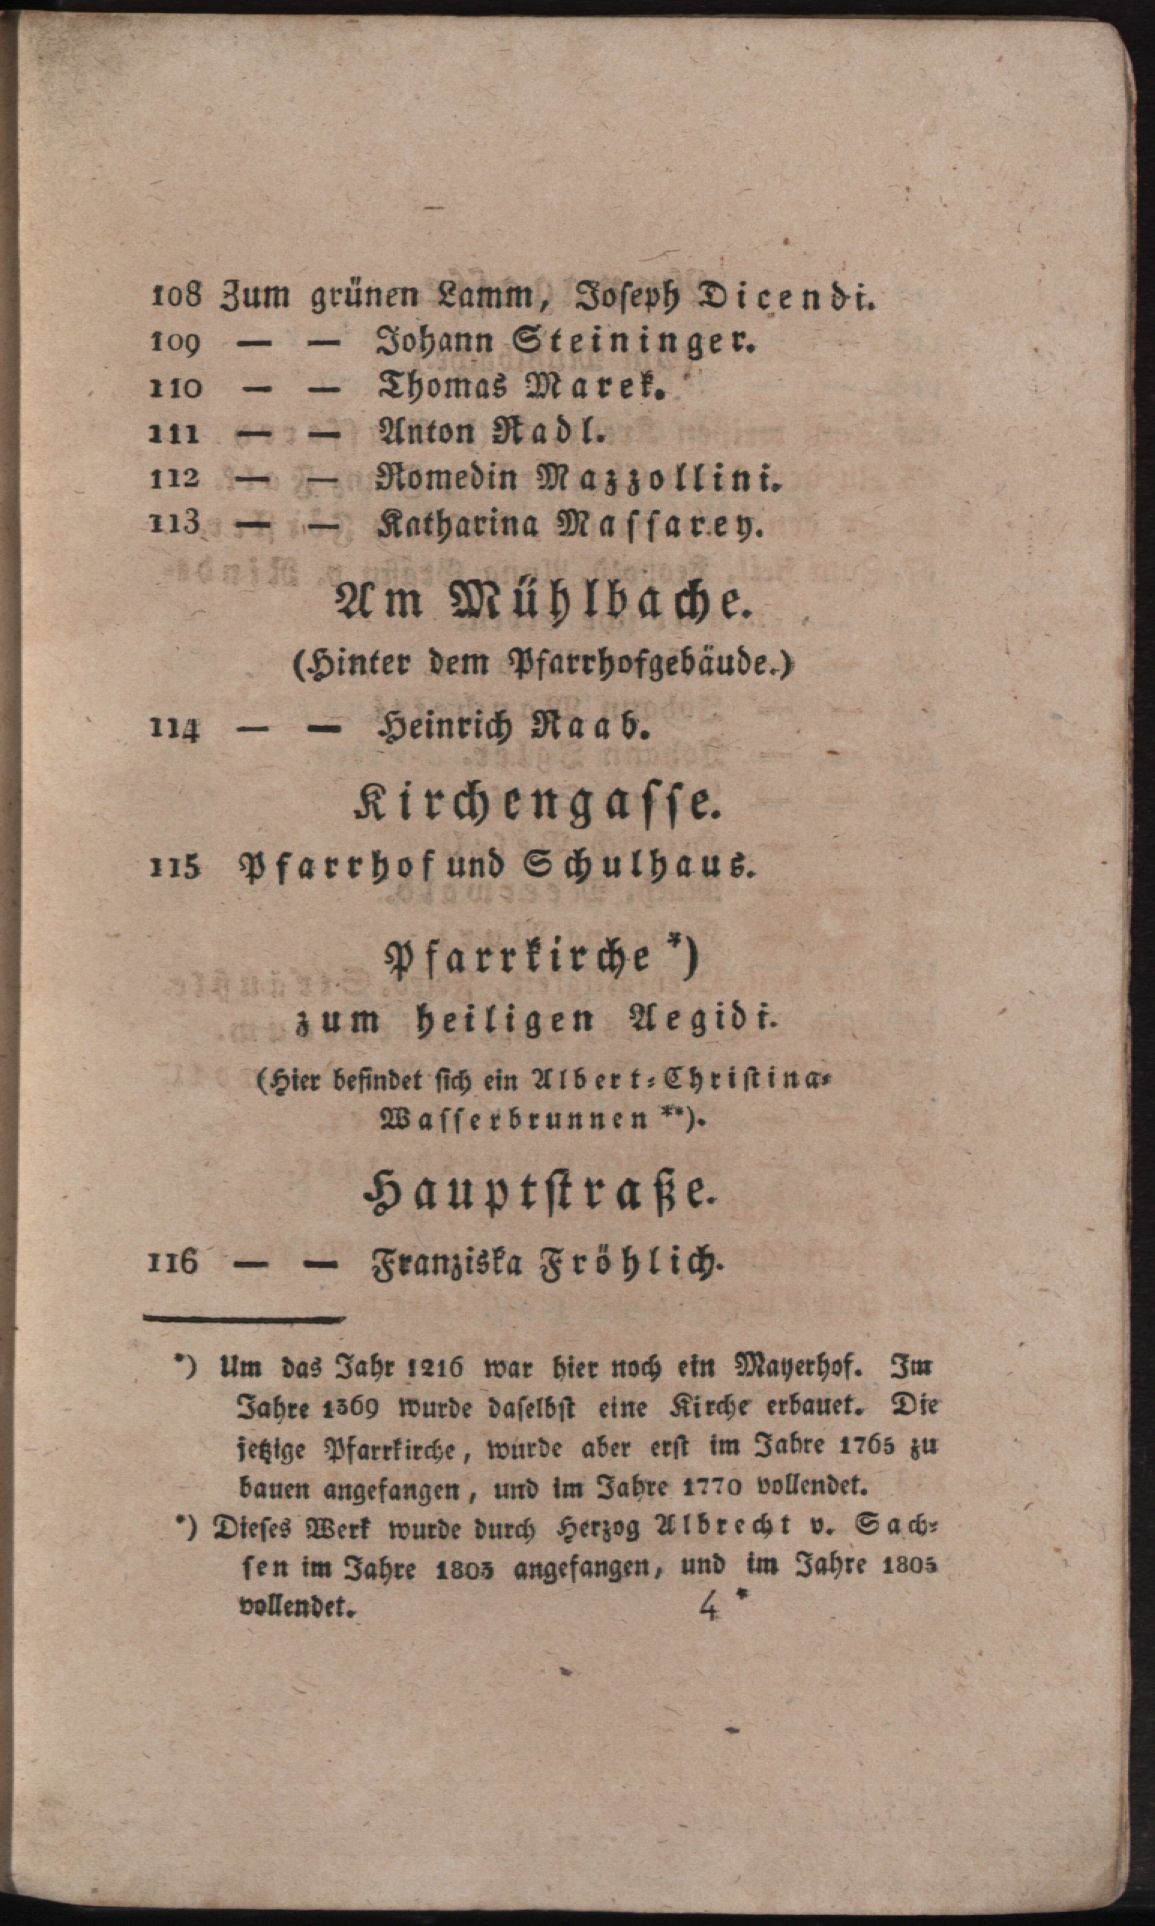 108 Zum grünen Lamm, Joseph Dicendi.
109 — — Johann Steininger.
110 — — Thomas Marek.
111 — — Anton Radl.
112 — — Romedin Mazzollini.
113 — — Katharina Maſſarey.
Am Mühlbache.
(Hinter dem Pfarrhofgebäude.)
114 — — Heinrich Raab.
Kirchengaſſe.
115 Pfarrhof und Schulhaus.
Pfarrkirche *)
zum heiligen Aegidi.
(Hier befindet ſich ein Albert-Chriſtina-
Waſſerbrunnen **).
Hauptſtraße.
116 — — Franziska Fröhlich.
*) Um das Jahr 1216 war hier noch ein Mayerhof. Im
Jahre 1369 wurde daſelbſt eine Kirche erbauet. Die
jetzige Pfarrkirche, wurde aber erſt im Jahre 1765 zu
bauen angefangen, und im Jahre 1770 vollendet.
*) Dieſes Werk wurde durch Herzog Albrecht v. Sach-
ſen im Jahre 1803 angefangen, und im Jahre 1805
vollendet. 4 *